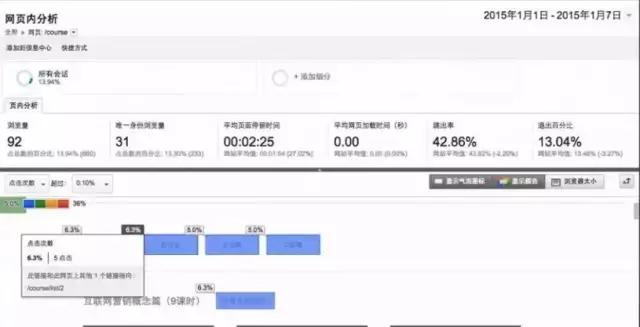 网页内分析
2015年1月1日 - 2015年1月7日
全部 » 网页: /course
添加到信息中心 快捷方式
所有会话
13.94%
+ 添加细分
页内分析
浏览量
92
占总数的百分比: 13.94% (660)
唯一身份浏览量
31
占总数的百分比: 13.30% (233)
平均页面停留时间
00:02:25
网站平均值: 00:01:54 (27.02%)
平均网页加载时间（秒）
0.00
网站平均值: 0.00 (0.00%)
跳出率
42.86%
网站平均值: 43.82% (-2.20%)
退出百分比
13.04%
网站平均值: 13.48% (-3.27%)
点击次数 超过: 0.10%
显示气泡图标 显示颜色 浏览器大小
5.0% 36%
6.3% 6.3% 5.0% 5.0%
点击次数
6.3% 5 点击
此链接和此网页上其他 1 个链接指向:
/course/list/2
6.3%
互联网营销概念篇（9课时）